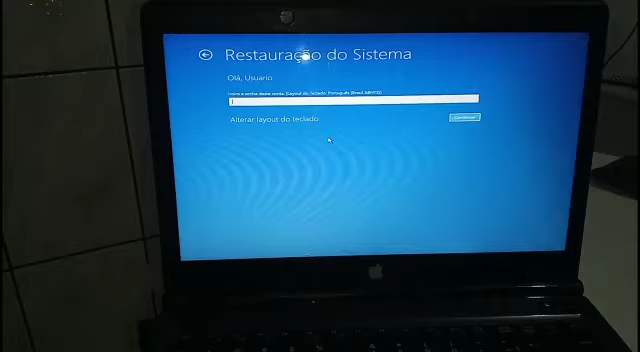 Restauração do Sistema
Olá, Usuario
Insira a senha desta conta. (Layout do Teclado: Português (Brasil ABNT2))
Alterar layout do teclado
Continuar